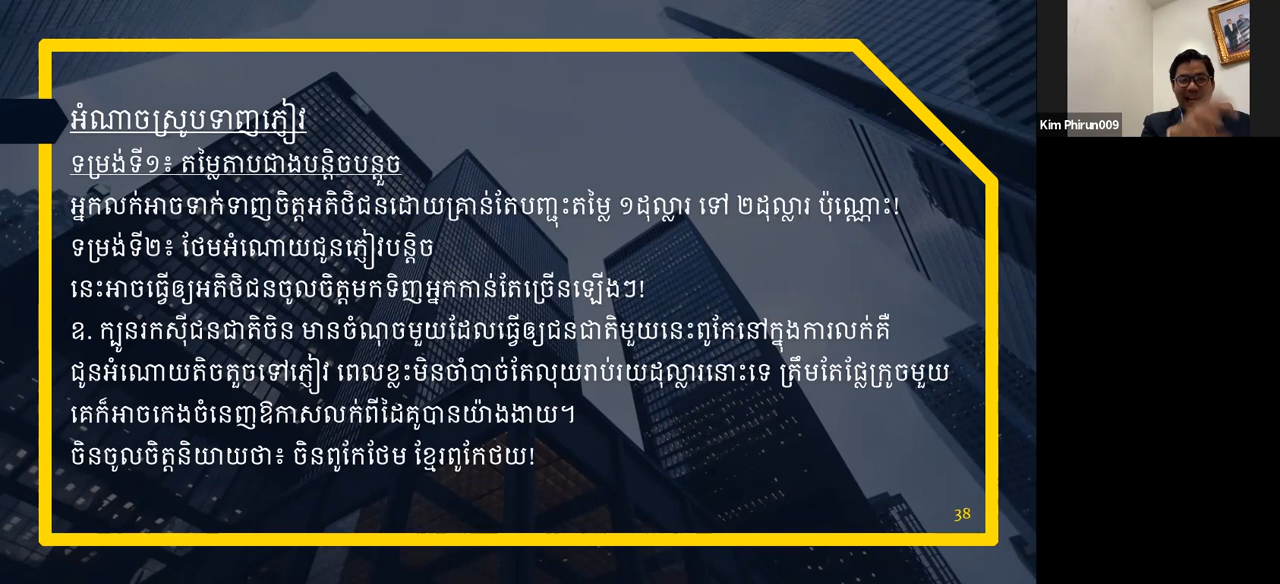 អំណាចស្រូបទាញភ្ញៀវ
ទម្រង់ទី១៖ តម្លៃតាបជាងបន្តិចបន្តួច
អ្នកលក់អាចទាក់ទាញចិត្តអតិថិជនដោយគ្រាន់តែបញ្ចុះតម្លៃ ១ដុល្លារ ទៅ ២ដុល្លារ ប៉ុណ្ណោះ!
ទម្រង់ទី២៖ ថែមអំណោយជូនភ្ញៀវបន្តិច
នេះអាចធ្វើឲ្យអតិថិជនចូលចិត្តមកទិញអ្នកកាន់តែច្រើនឡើងៗ!
ឧ. ក្បួនរកស៊ីជនជាតិចិន មានចំណុចមួយដែលធ្វើឲ្យជនជាតិមួយនេះពូកែនៅក្នុងការលក់គឺ
ជូនអំណោយតិចតួចទៅភ្ញៀវ ពេលខ្លះមិនចាំបាច់តែលុយរាប់រយដុល្លារនោះទេ ត្រឹមតែផ្លែក្រូចមួយ
គេក៏អាចកេងចំនេញឱកាសលក់ពីដៃគូបានយ៉ាងងាយ។
ចិនចូលចិត្តនិយាយថា៖ ចិនពូកែថែម ខ្មែរពូកែថយ!
38
Kim Phirun009